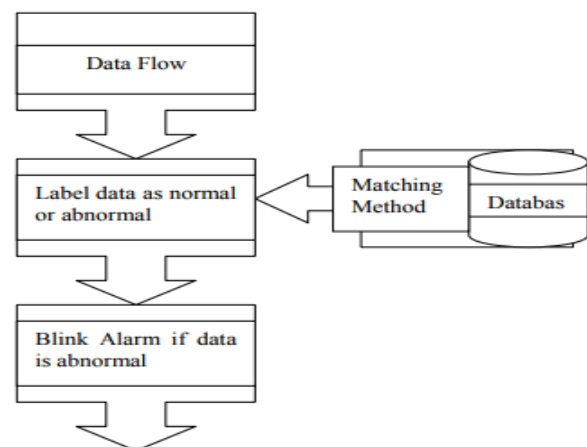 Data Flow
Label data as normal
or abnormal
Matching
Method
Databas
Blink Alarm if data
is abnormal